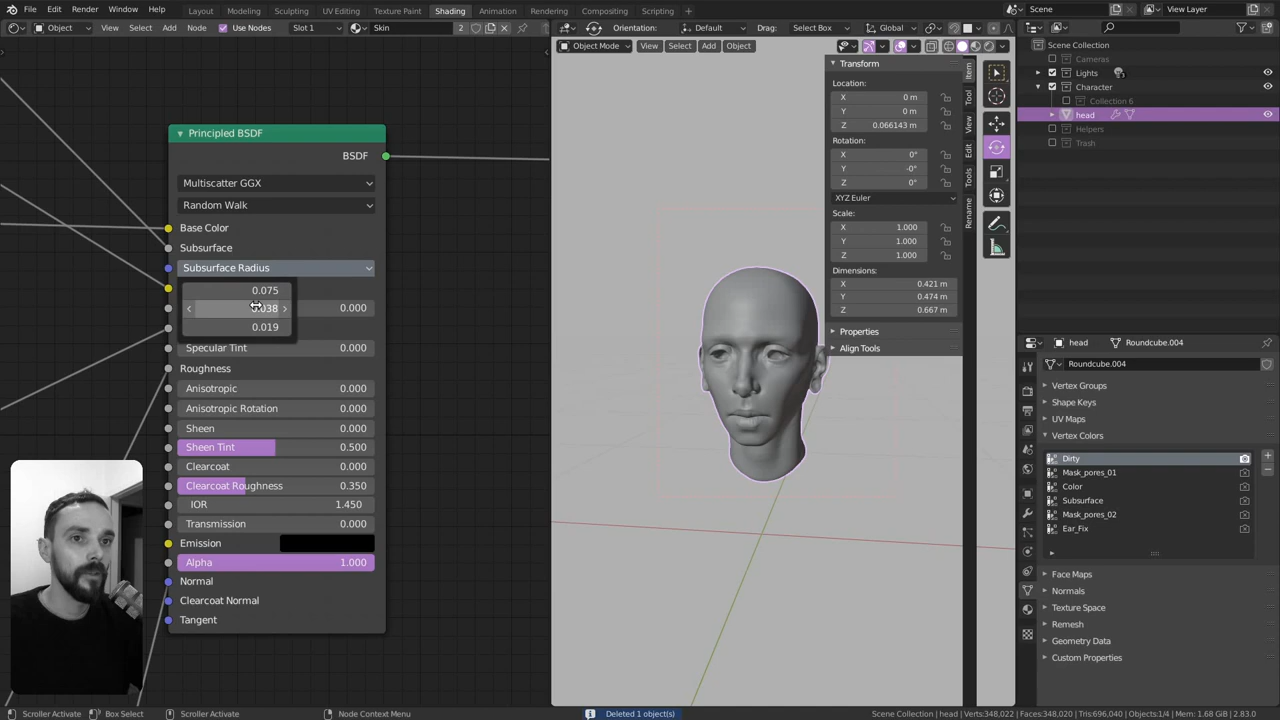 File Edit Render Window Help
Layout Modeling Sculpting UV Editing Texture Paint Shading Animation Rendering Compositing Scripting
Scene
View Layer
Object View Select Add Node Use Nodes Slot 1 Skin 2
Orientation: Default Drag: Select Box Global
Object Mode View Select Add Object
Principled BSDF
BSDF
Multiscatter GGX
Random Walk
Base Color
Subsurface
Subsurface Radius
0.075
0.038
0.019
0.000
Specular Tint 0.000
Roughness
Anisotropic 0.000
Anisotropic Rotation 0.000
Sheen 0.000
Sheen Tint 0.500
Clearcoat 0.000
Clearcoat Roughness 0.350
IOR 1.450
Transmission 0.000
Emission
Alpha 1.000
Normal
Clearcoat Normal
Tangent
Transform
Location:
X 0 m
Y 0 m
Z 0.066143 m
Rotation:
X 0°
Y -0°
Z 0°
XYZ Euler
Scale:
X 1.000
Y 1.000
Z 1.000
Dimensions:
X 0.421 m
Y 0.474 m
Z 0.667 m
Properties
Align Tools
Item
Tool
View
Edit
Tools
Rename
Scene Collection
Cameras
Lights 3
Character
Collection 6
head
Helpers
Trash
head Roundcube.004
Roundcube.004
Vertex Groups
Shape Keys
UV Maps
Vertex Colors
Dirty
Mask_pores_01
Color
Subsurface
Mask_pores_02
Ear_Fix
Face Maps
Normals
Texture Space
Remesh
Geometry Data
Custom Properties
Scroller Activate Box Select Scroller Activate Node Context Menu Deleted 1 object(s) Scene Collection | head | Verts:348,022 | Faces:348,020 | Tris:696,040 | Objects:1/4 | Mem: 1.68 GiB | 2.83.0